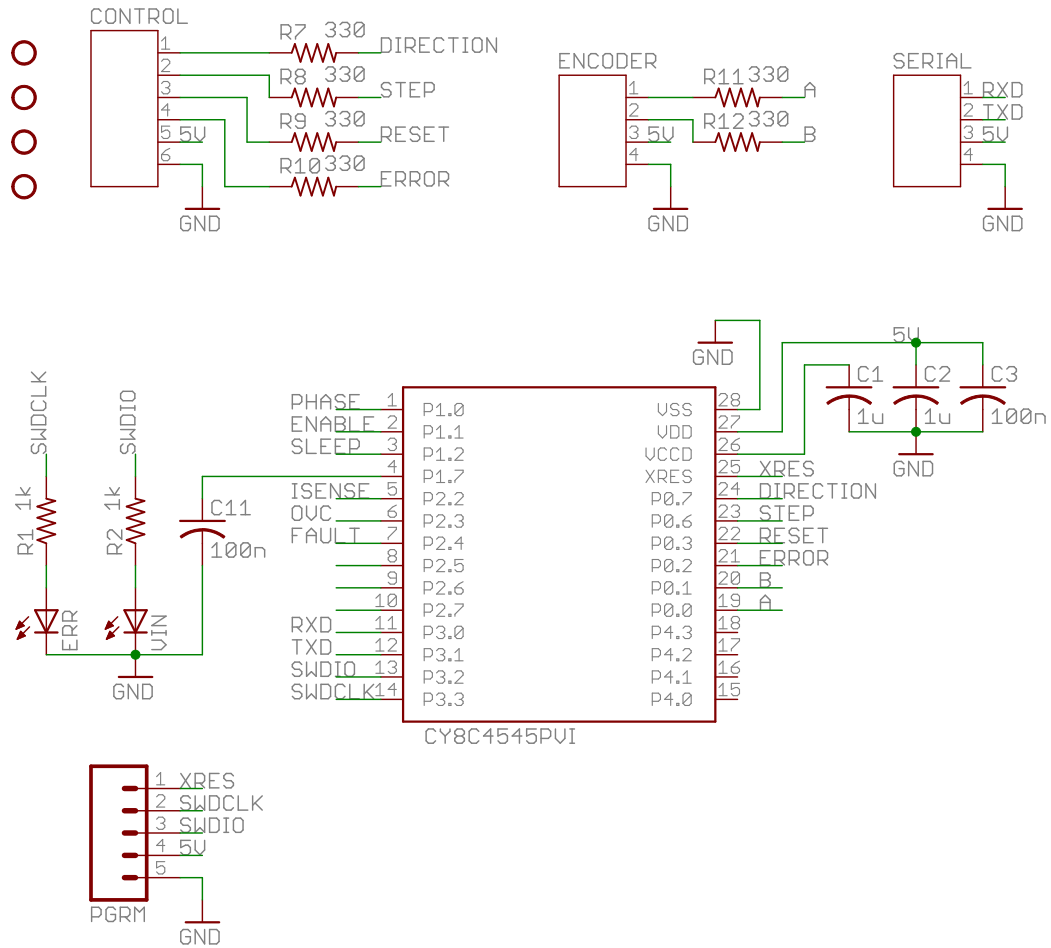 CONTROL
1
2
3
4
5 5V
6
GND
R7 330 DIRECTION
R8 330 STEP
R9 330 RESET
R10 330 ERROR
ENCODER
1
2
3 5V
4
GND
R11 330 A
R12 330 B
SERIAL
1 RXD
2 TXD
3 5V
4
GND
SWDCLK
R1 1k
ERR
SWDIO
R2 1k
VIN
GND
C11
100n
PHASE 1 P1.0
ENABLE 2 P1.1
SLEEP 3 P1.2
4 P1.7
ISENSE 5 P2.2
OVC 6 P2.3
FAULT 7 P2.4
8 P2.5
9 P2.6
10 P2.7
RXD 11 P3.0
TXD 12 P3.1
SWDIO 13 P3.2
SWDCLK 14 P3.3
GND
VSS 28
VDD 27
VCCD 26
XRES 25 XRES
P0.7 24 DIRECTION
P0.6 23 STEP
P0.3 22 RESET
P0.2 21 ERROR
P0.1 20 B
P0.0 19 A
P4.3 18
P4.2 17
P4.1 16
P4.0 15
CY8C4545PVI
5V
C1 C2 C3
1u 1u 100n
GND
1 XRES
2 SWDCLK
3 SWDIO
4 5V
5
PGRM
GND